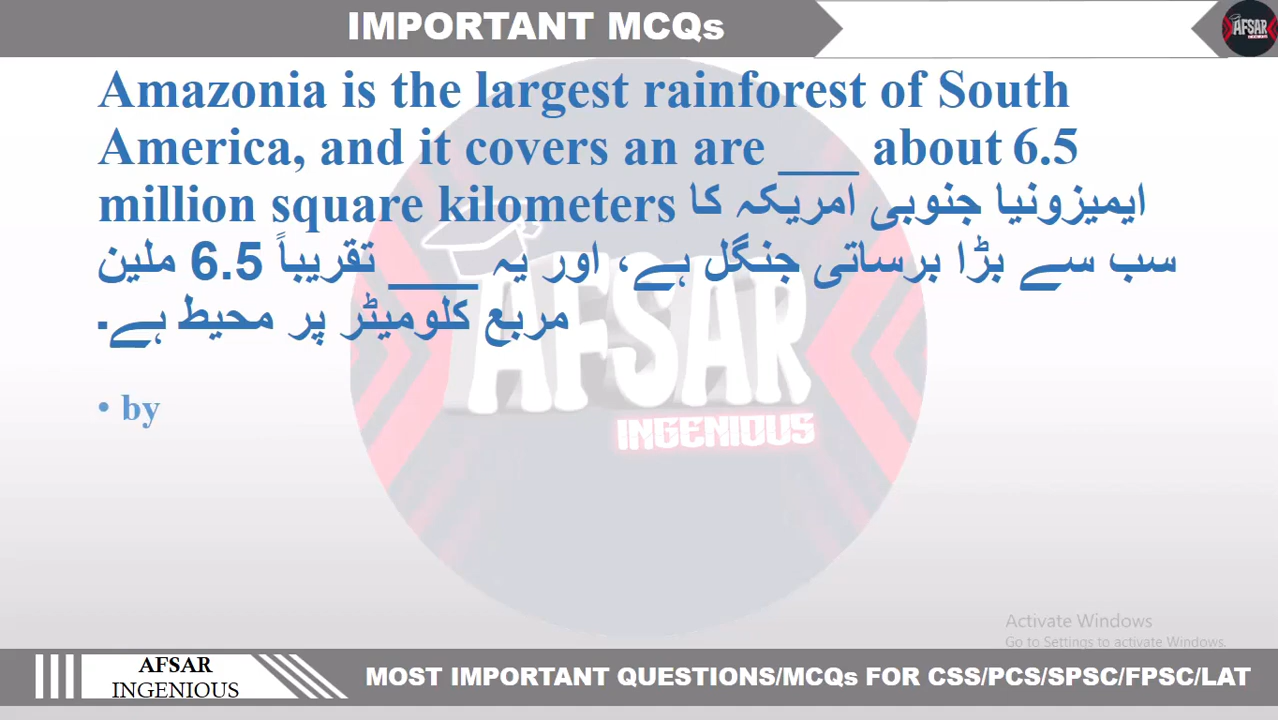 IMPORTANT MCQs
AFSAR
INGENIOUS
Amazonia is the largest rainforest of South
America, and it covers an are ____ about 6.5
million square kilometers ایمیزونیا جنوبی امریکہ کا
سب سے بڑا برساتی جنگل ہے، اور یہ ____ تقریباً 6.5 ملین
مربع کلومیٹر پر محیط ہے۔
• by
AFSAR
INGENIOUS
Activate Windows
Go to Settings to activate Windows.
AFSAR
INGENIOUS
MOST IMPORTANT QUESTIONS/MCQs FOR CSS/PCS/SPSC/FPSC/LAT